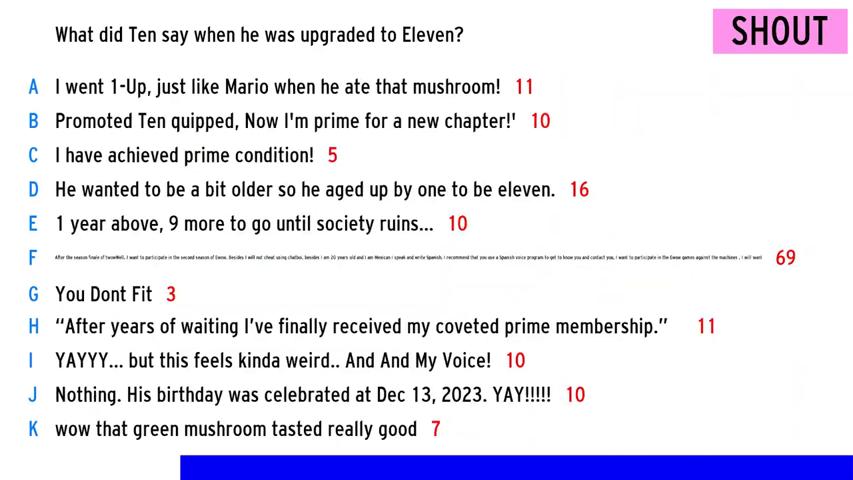 What did Ten say when he was upgraded to Eleven?
SHOUT
A I went 1-Up, just like Mario when he ate that mushroom! 11
B Promoted Ten quipped, Now I'm prime for a new chapter!' 10
C I have achieved prime condition! 5
D He wanted to be a bit older so he aged up by one to be eleven. 16
E 1 year above, 9 more to go until society ruins... 10
F After the season finale of twowWell, I want to participate in the second season of Ewow. Besides I will not cheat using chatbo, besides I am 20 years old and I am Mexican I speak and write Spanish, I recommend that you use a Spanish voice program to get to know you and contact you, I want to participate in the Ewow games against the machines , I will want 69
G You Dont Fit 3
H “After years of waiting I’ve finally received my coveted prime membership.” 11
I YAYYY... but this feels kinda weird.. And And My Voice! 10
J Nothing. His birthday was celebrated at Dec 13, 2023. YAY!!!!! 10
K wow that green mushroom tasted really good 7